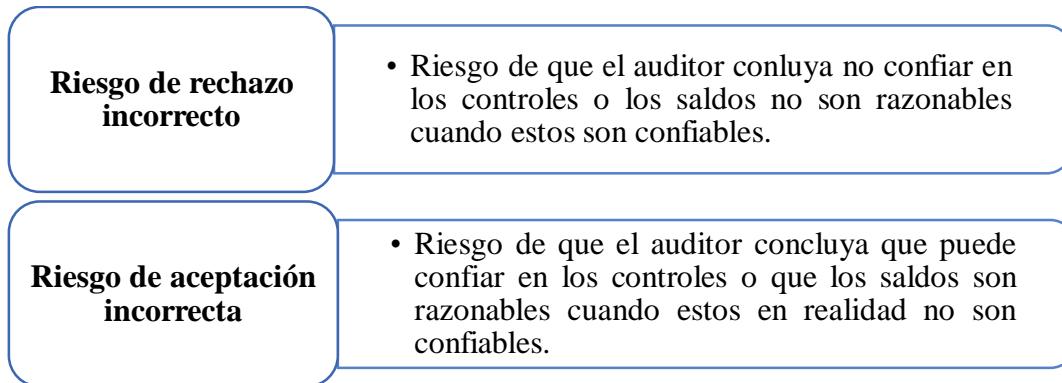 Riesgo de rechazo
incorrecto
• Riesgo de que el auditor conluya no confiar en
los controles o los saldos no son razonables
cuando estos son confiables.
Riesgo de aceptación
incorrecta
• Riesgo de que el auditor concluya que puede
confiar en los controles o que los saldos son
razonables cuando estos en realidad no son
confiables.